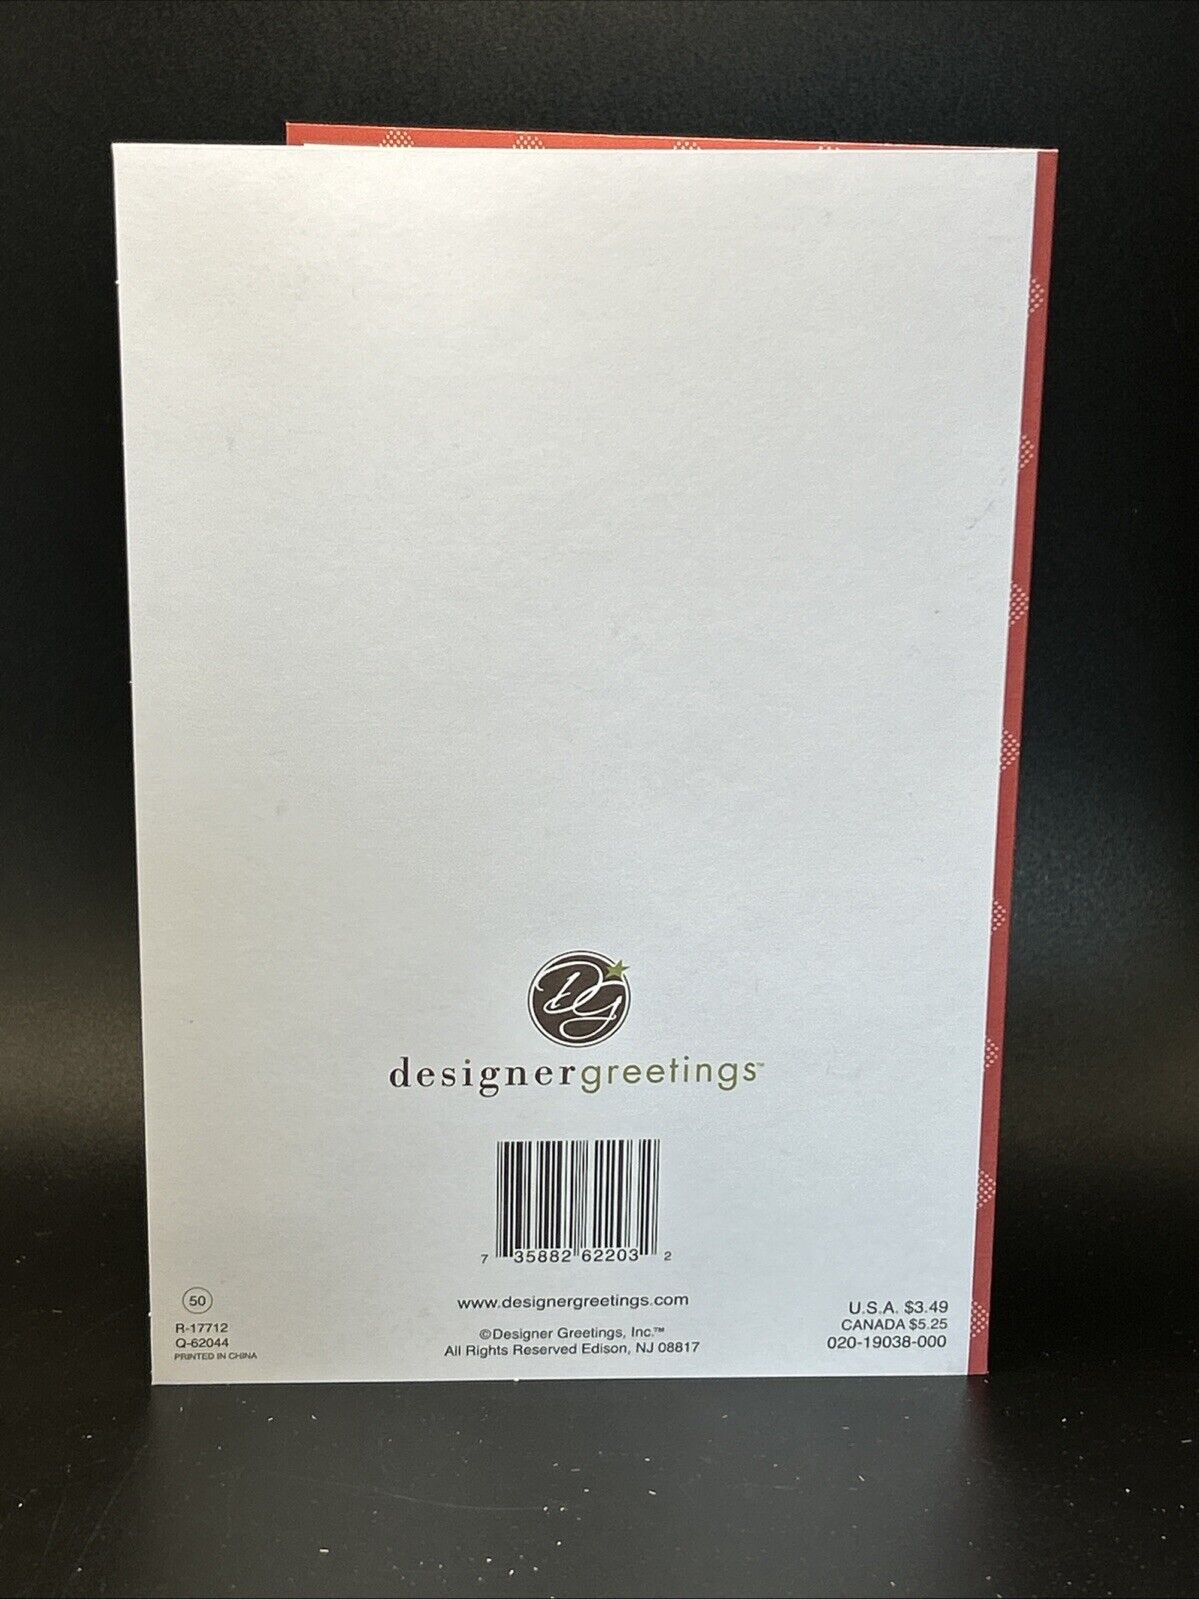 DG
designergreetings™
7 35882 62203 2
50
R-17712
Q-62044
PRINTED IN CHINA
www.designergreetings.com
©Designer Greetings, Inc.™
All Rights Reserved Edison, NJ 08817
U.S.A. $3.49
CANADA $5.25
020-19038-000